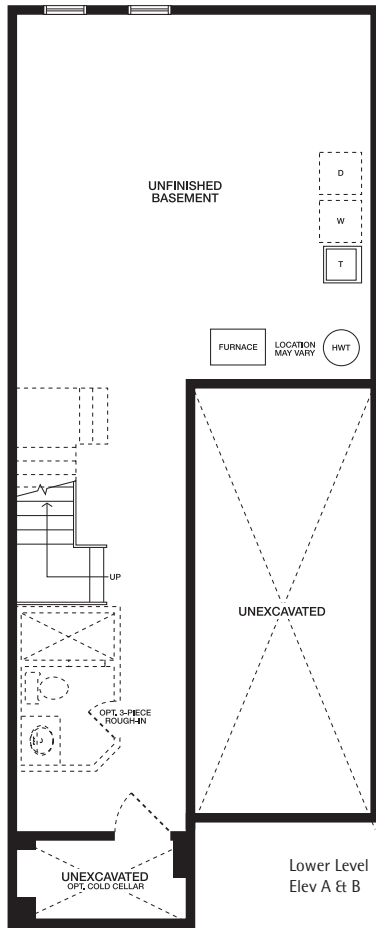 UNFINISHED
BASEMENT
D
W
T
FURNACE
LOCATION
MAY VARY
HWT
UP
UNEXCAVATED
OPT. 3-PIECE
ROUGH-IN
UNEXCAVATED
OPT. COLD CELLAR
Lower Level
Elev A & B